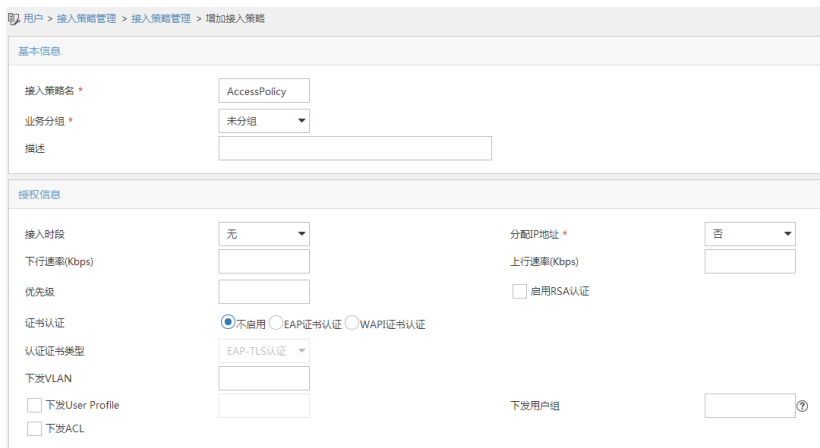 用户 > 接入策略管理 > 接入策略管理 > 增加接入策略
基本信息
接入策略名 * AccessPolicy
业务分组 * 未分组
描述
授权信息
接入时段 无 分配IP地址 * 否
下行速率(Kbps) 上行速率(Kbps)
优先级 启用RSA认证
证书认证 不启用 EAP证书认证 WAPI证书认证
认证证书类型 EAP-TLS认证
下发VLAN
下发User Profile 下发用户组 ?
下发ACL